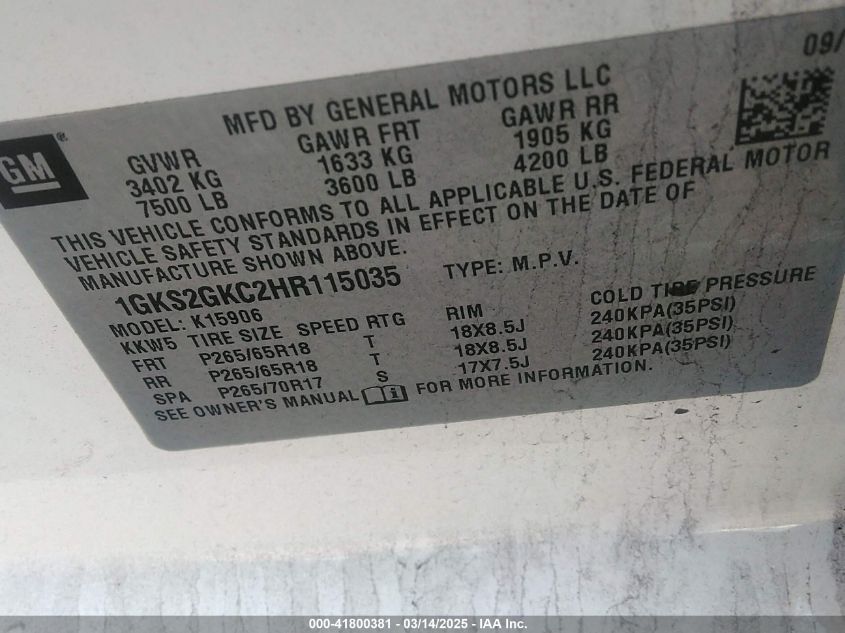 09/
MFD BY GENERAL MOTORS LLC
GM®
GVWR GAWR FRT GAWR RR
3402 KG 1633 KG 1905 KG
7500 LB 3600 LB 4200 LB
THIS VEHICLE CONFORMS TO ALL APPLICABLE U.S. FEDERAL MOTOR
VEHICLE SAFETY STANDARDS IN EFFECT ON THE DATE OF
MANUFACTURE SHOWN ABOVE.
1GKS2GKC2HR115035 TYPE: M.P.V.
MODEL: K15906
KKW5 TIRE SIZE SPEED RTG RIM COLD TIRE PRESSURE
FRT P265/65R18 T 18X8.5J 240KPA(35PSI)
RR P265/65R18 T 18X8.5J 240KPA(35PSI)
SPA P265/70R17 S 17X7.5J 240KPA(35PSI)
SEE OWNER'S MANUAL i FOR MORE INFORMATION.
000-41800381 - 03/14/2025 - IAA Inc.